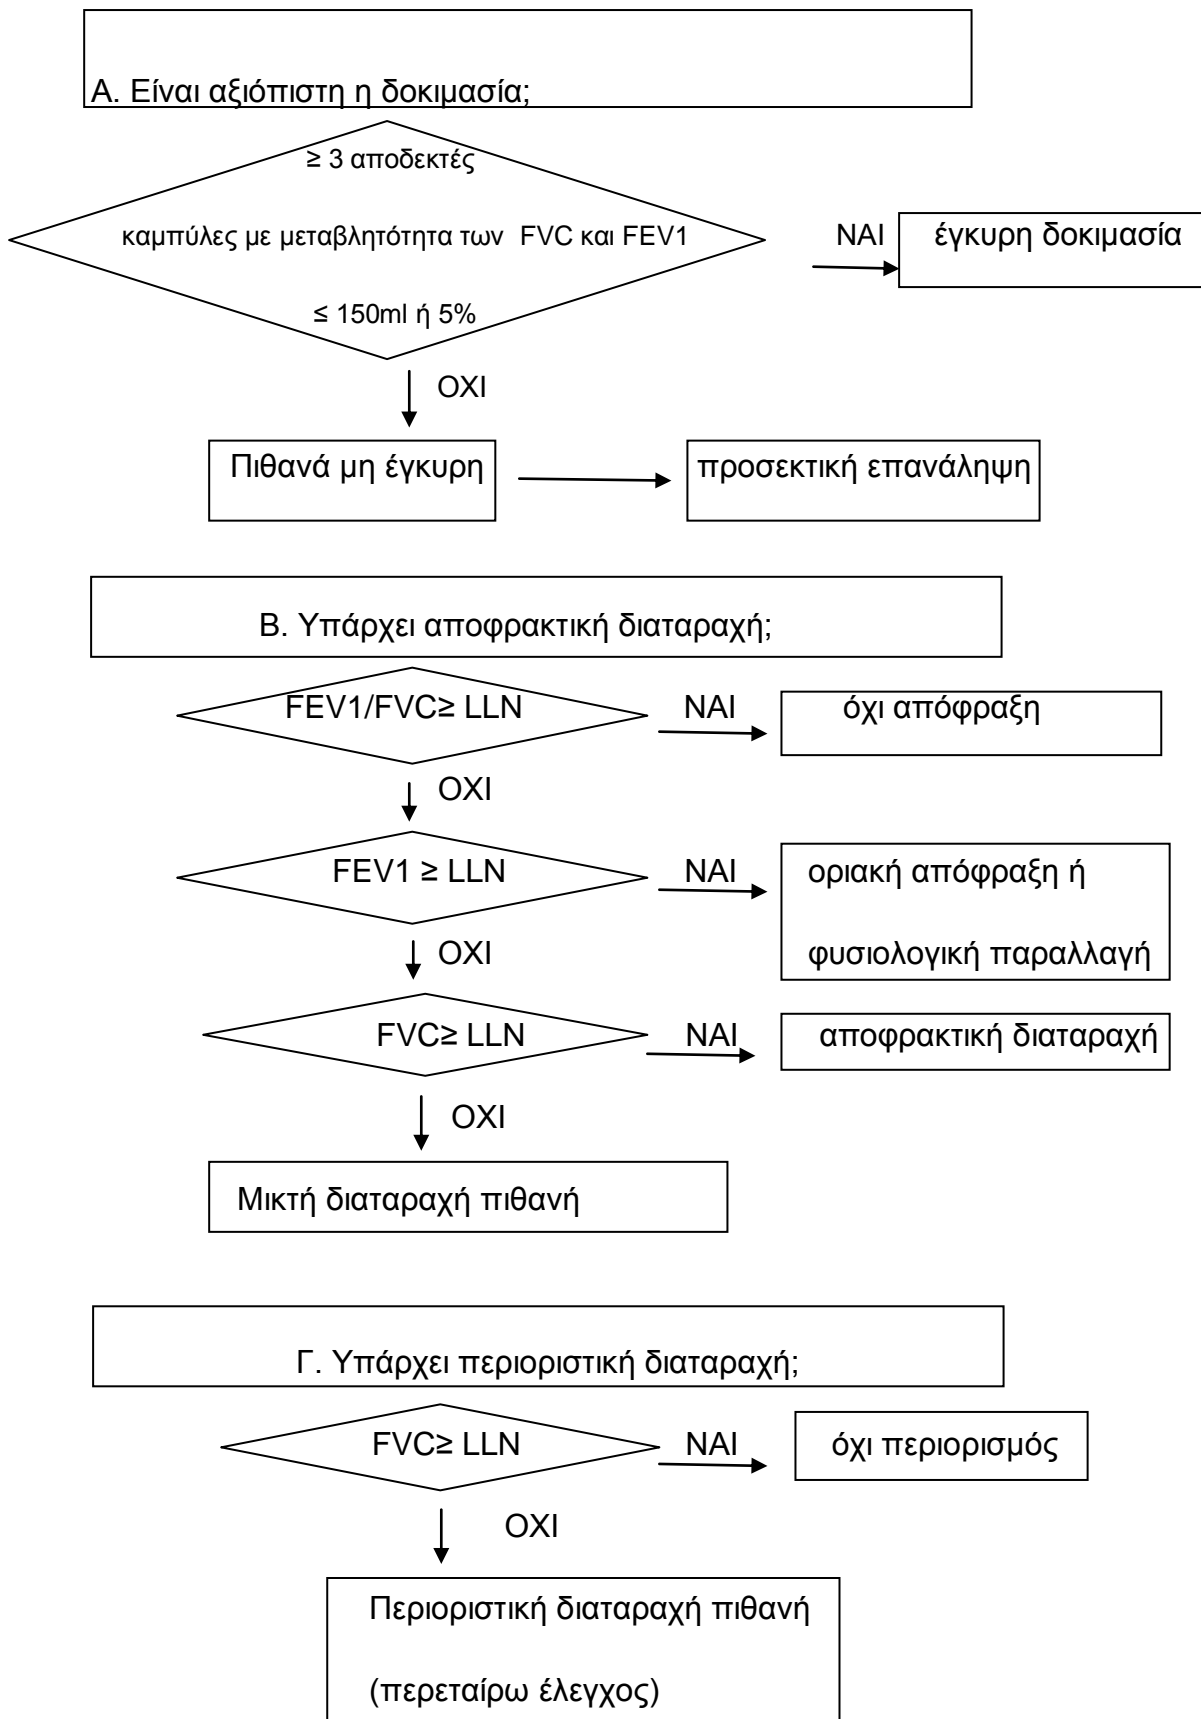 Α. Είναι αξιόπιστη η δοκιμασία;
≥ 3 αποδεκτές
καμπύλες με μεταβλητότητα των FVC και FEV1
≤ 150ml ή 5%
ΝΑΙ
έγκυρη δοκιμασία
ΟΧΙ
Πιθανά μη έγκυρη
προσεκτική επανάληψη
Β. Υπάρχει αποφρακτική διαταραχή;
FEV1/FVC≥ LLN
ΝΑΙ
όχι απόφραξη
ΟΧΙ
FEV1 ≥ LLN
ΝΑΙ
οριακή απόφραξη ή
φυσιολογική παραλλαγή
ΟΧΙ
FVC≥ LLN
ΝΑΙ
αποφρακτική διαταραχή
ΟΧΙ
Μικτή διαταραχή πιθανή
Γ. Υπάρχει περιοριστική διαταραχή;
FVC≥ LLN
ΝΑΙ
όχι περιορισμός
ΟΧΙ
Περιοριστική διαταραχή πιθανή
(περεταίρω έλεγχος)